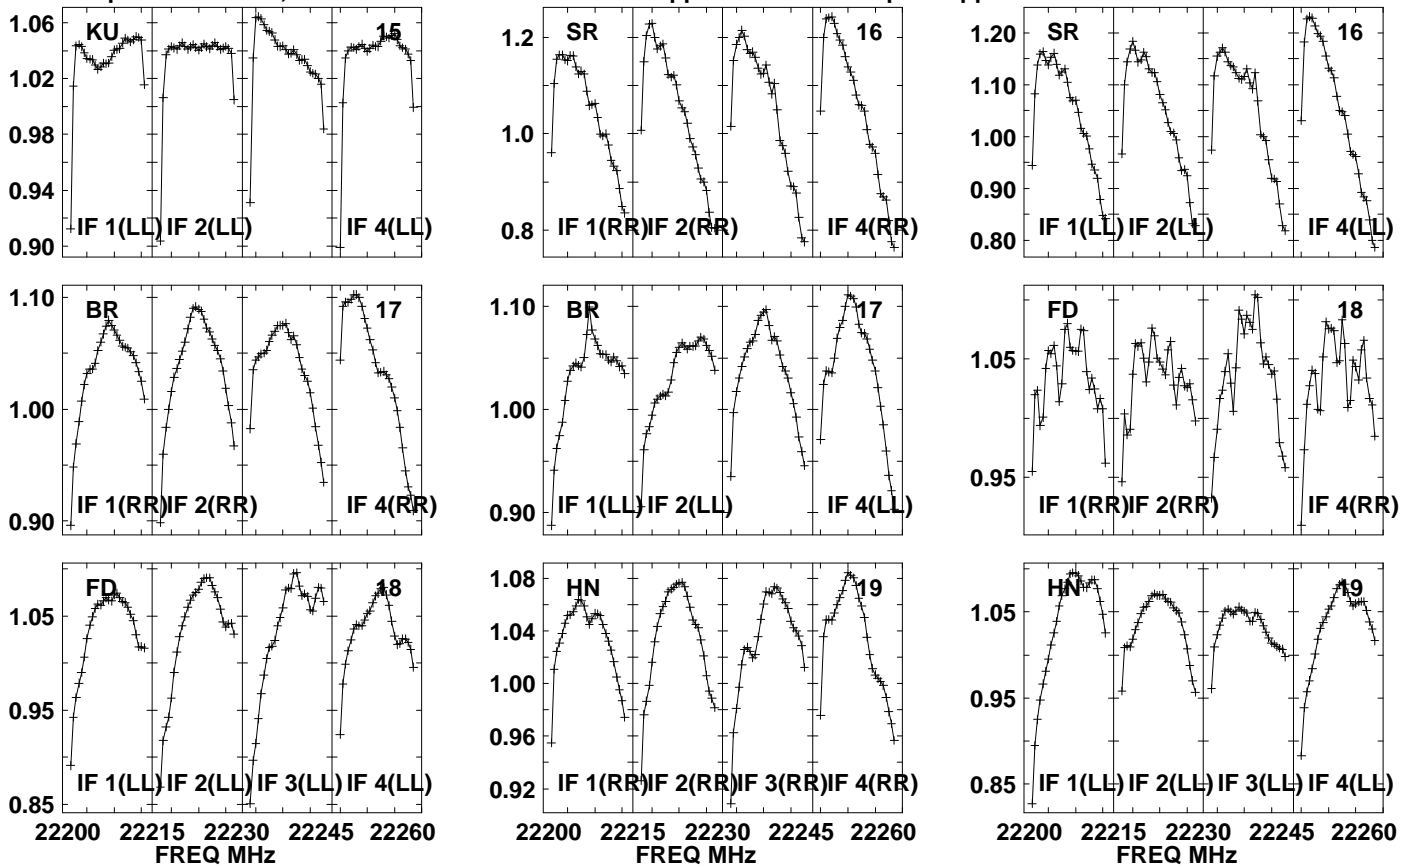 KU 15
1.06
1.02
0.98
0.94
0.90
IF 1(LL) IF 2(LL) IF 4(LL)
SR 16
1.2
1.0
0.8
IF 1(RR) IF 2(RR) IF 4(RR)
SR 16
1.20
1.10
1.00
0.90
0.80
IF 1(LL) IF 2(LL) IF 4(LL)
BR 17
1.10
1.00
0.90
IF 1(RR) IF 2(RR) IF 4(RR)
BR 17
1.10
1.00
0.90
IF 1(LL) IF 2(LL) IF 4(LL)
FD 18
1.05
0.95
IF 1(RR) IF 2(RR) IF 4(RR)
FD 18
1.05
0.95
0.85
IF 1(LL) IF 2(LL) IF 3(LL) IF 4(LL)
22200 22215 22230 22245 22260
FREQ MHz
HN 19
1.08
1.04
1.00
0.96
0.92
IF 1(RR) IF 2(RR) IF 3(RR) IF 4(RR)
22200 22215 22230 22245 22260
FREQ MHz
HN 19
1.05
0.95
0.85
IF 1(LL) IF 2(LL) IF 3(LL) IF 4(LL)
22200 22215 22230 22245 22260
FREQ MHz